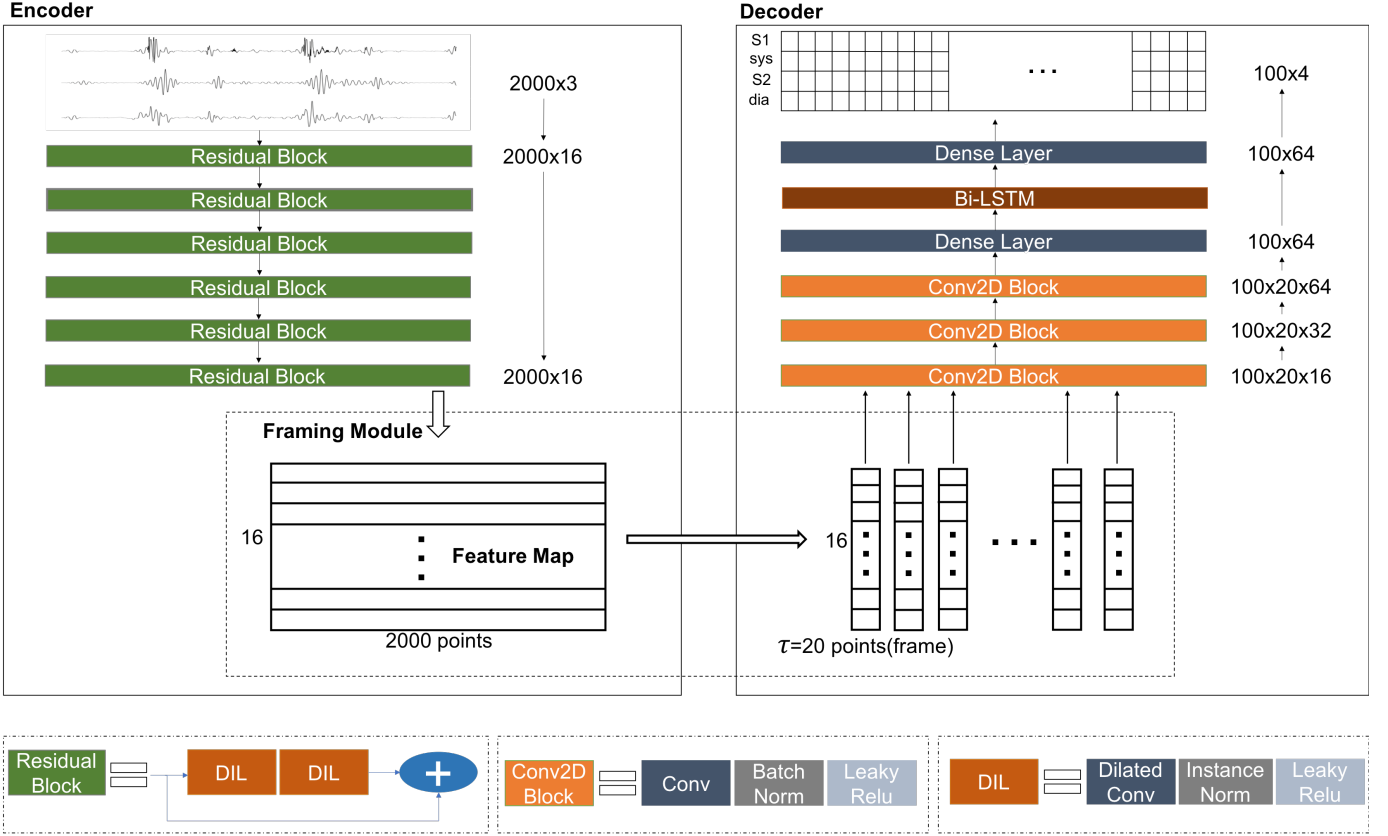 Encoder
2000x3
Residual Block
2000x16
Residual Block
Residual Block
Residual Block
Residual Block
Residual Block
2000x16
Decoder
S1
sys
S2
dia
...
100x4
Dense Layer
100x64
Bi-LSTM
Dense Layer
100x64
Conv2D Block
100x20x64
Conv2D Block
100x20x32
Conv2D Block
100x20x16
Framing Module
16
Feature Map
2000 points
16
...
τ=20 points(frame)
Residual
Block
DIL
DIL
+
Conv2D
Block
Conv
Batch
Norm
Leaky
Relu
DIL
Dilated
Conv
Instance
Norm
Leaky
Relu